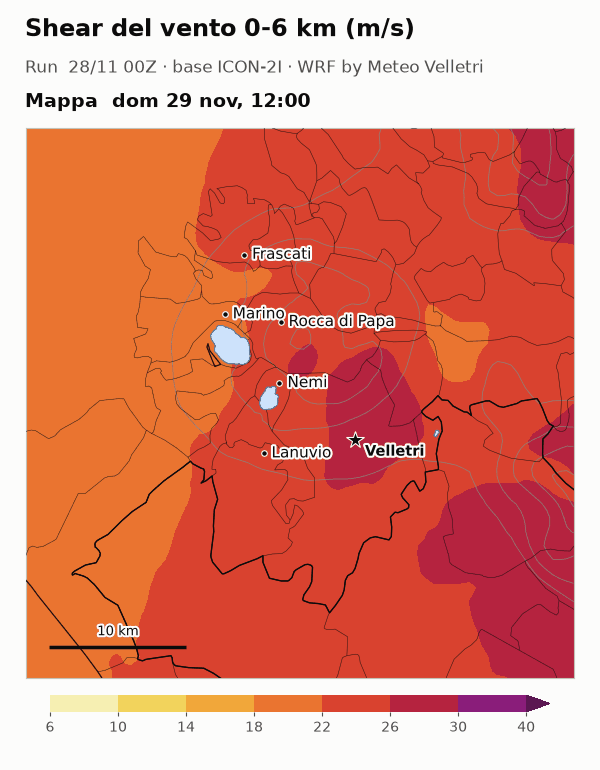 Shear del vento 0-6 km (m/s)
Run  28/11 00Z · base ICON-2I · WRF by Meteo Velletri
Mappa  dom 29 nov, 12:00
Frascati
Marino
Rocca di Papa
Nemi
Velletri
Lanuvio
10 km
6 10 14 18 22 26 30 40